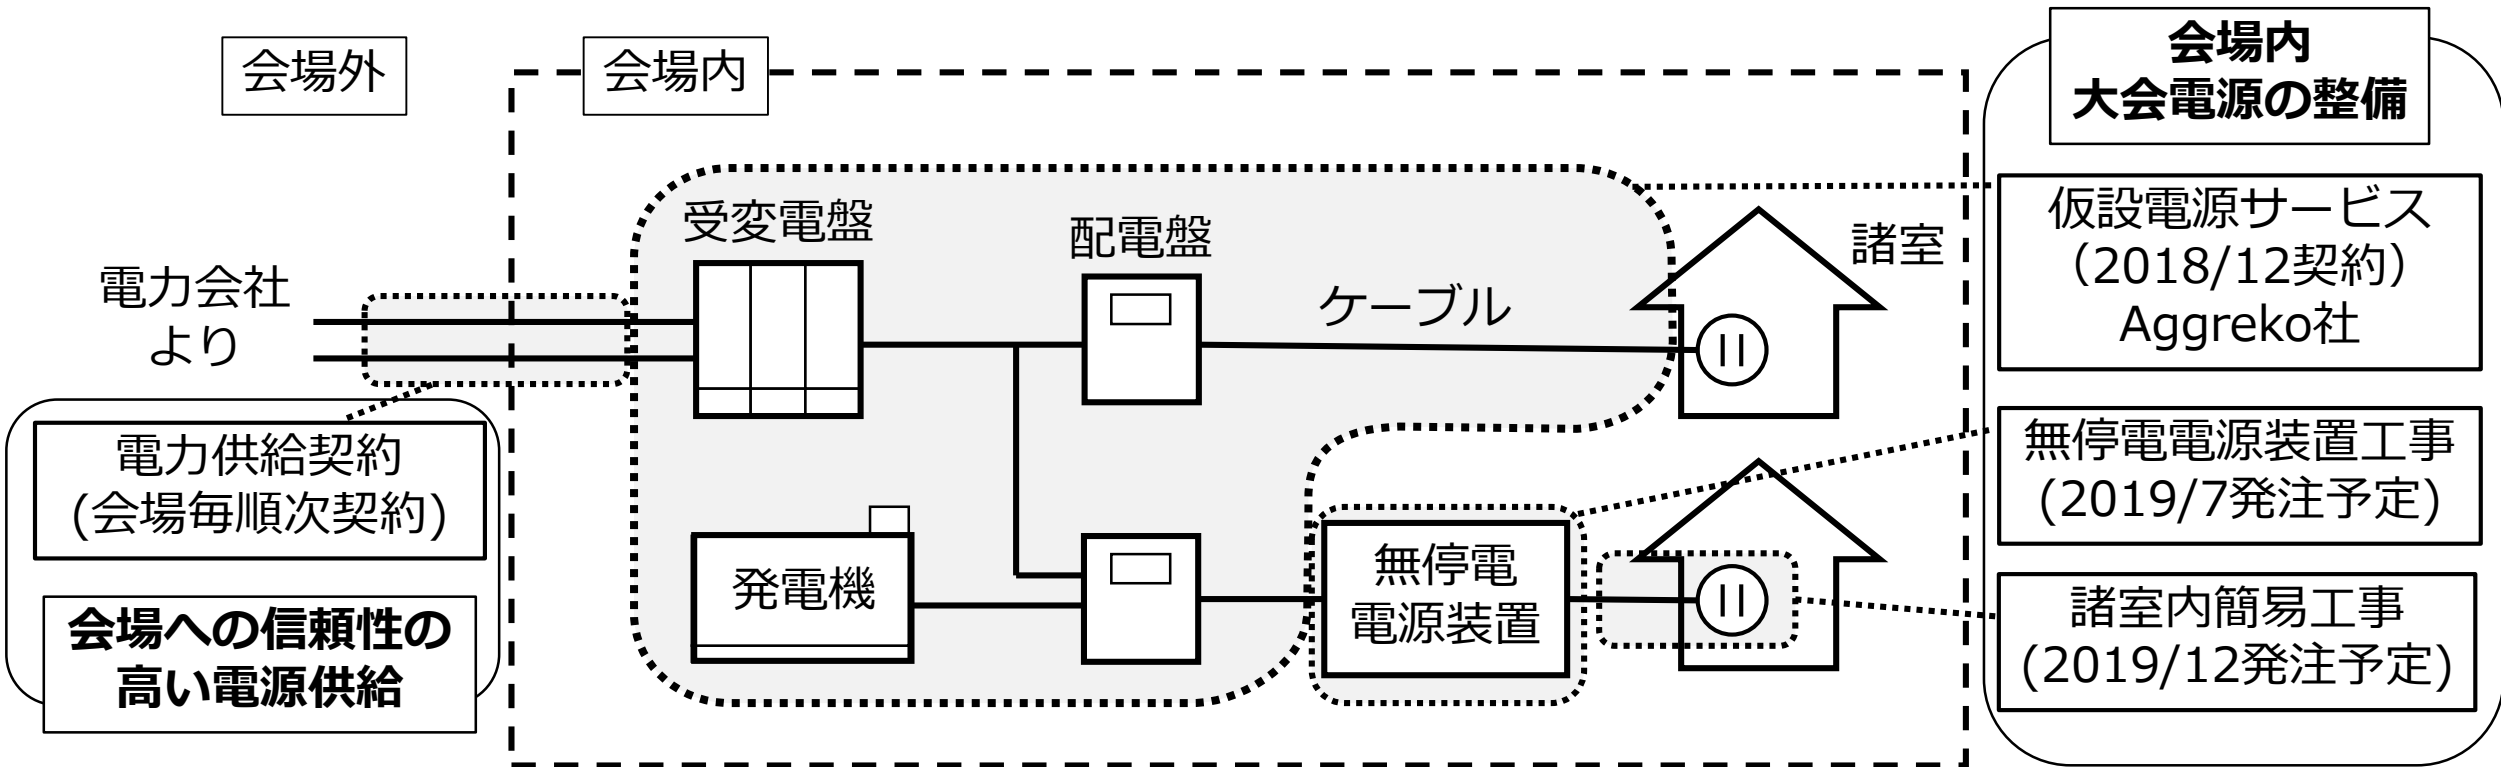 会場外
会場内
会場内
大会電源の整備
受変電盤
配電盤
諸室
仮設電源サービス
（2018/12契約）
Aggreko社
電力会社
より
ケーブル
電力供給契約
(会場毎順次契約)
無停電電源装置工事
(2019/7発注予定)
発電機
無停電
電源装置
諸室内簡易工事
(2019/12発注予定)
会場への信頼性の
高い電源供給